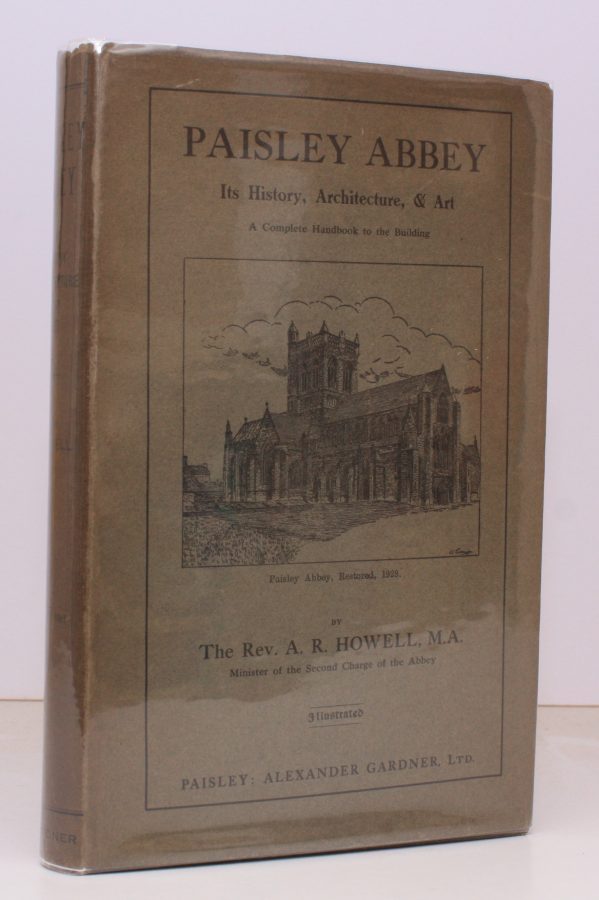 PAISLEY ABBEY
Its History, Architecture, & Art
A Complete Handbook to the Building
Paisley Abbey, Restored, 1928.
BY
The Rev. A. R. HOWELL, M.A.
Minister of the Second Charge of the Abbey
Illustrated
PAISLEY: ALEXANDER GARDNER, LTD.